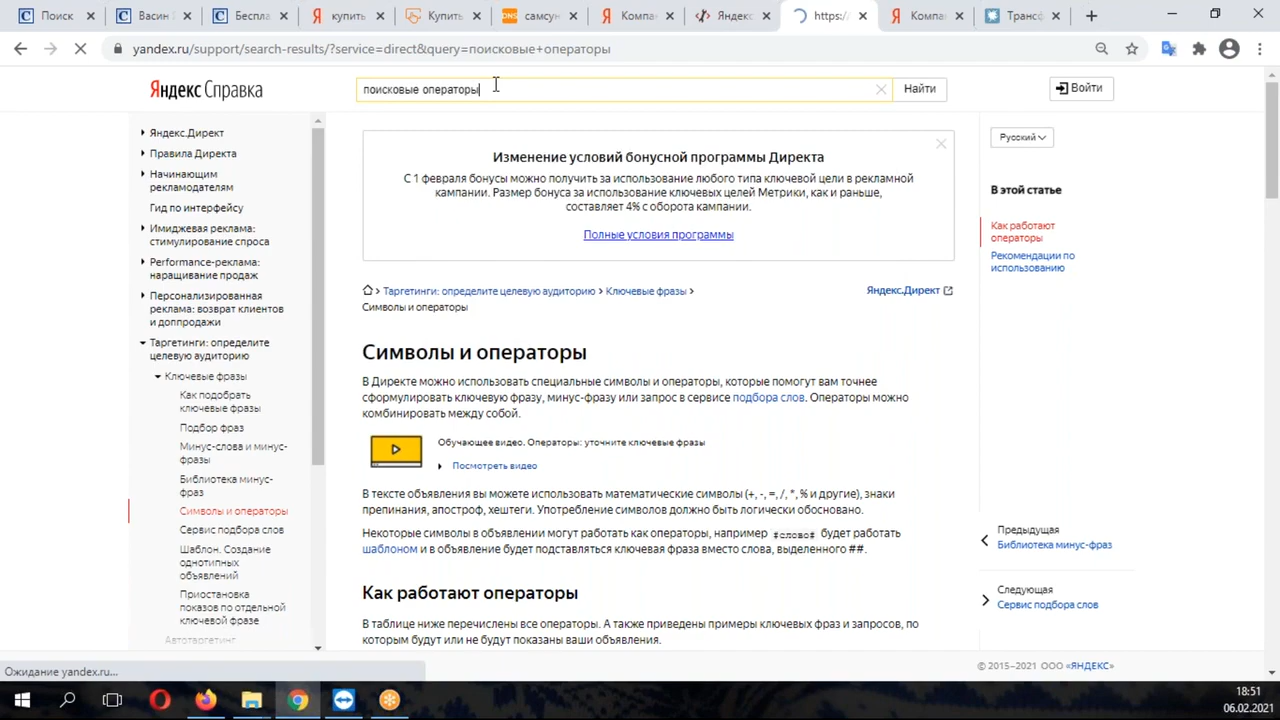 Поиск
Васин Я
Беспла
купить
Купить
самсун
Компан
Яндекс
https:/
Компан
Трансф
yandex.ru/support/search-results/?service=direct&query=поисковые+операторы
Яндекс Справка
поисковые операторы
Найти
Войти
Яндекс.Директ
Правила Директа
Начинающим
рекламодателям
Гид по интерфейсу
Имиджевая реклама:
стимулирование спроса
Performance-реклама:
наращивание продаж
Персонализированная
реклама: возврат клиентов
и допродажи
Таргетинги: определите
целевую аудиторию
Ключевые фразы
Как подобрать
ключевые фразы
Подбор фраз
Минус-слова и минус-
фразы
Библиотека минус-
фраз
Символы и операторы
Сервис подбора слов
Шаблон. Создание
однотипных
объявлений
Приостановка
показов по отдельной
ключевой фразе
Автотаргетинг
Изменение условий бонусной программы Директа
С 1 февраля бонусы можно получить за использование любого типа ключевой цели в рекламной
кампании. Размер бонуса за использование ключевых целей Метрики, как и раньше,
составляет 4% с оборота кампании.
Полные условия программы
Таргетинги: определите целевую аудиторию > Ключевые фразы >
Символы и операторы
Яндекс.Директ
Символы и операторы
В Директе можно использовать специальные символы и операторы, которые помогут вам точнее
сформулировать ключевую фразу, минус-фразу или запрос в сервисе подбора слов. Операторы можно
комбинировать между собой.
Обучающее видео. Операторы: уточните ключевые фразы
Посмотреть видео
В тексте объявления вы можете использовать математические символы (+, -, =, /, *, % и другие), знаки
препинания, апостроф, хештеги. Употребление символов должно быть логически обосновано.
Некоторые символы в объявлении могут работать как операторы, например #слово# будет работать
шаблоном и в объявление будет подставляться ключевая фраза вместо слова, выделенного ##.
Как работают операторы
В таблице ниже перечислены все операторы. А также приведены примеры ключевых фраз и запросов, по
которым будут или не будут показаны ваши объявления.
Русский
В этой статье
Как работают
операторы
Рекомендации по
использованию
Предыдущая
Библиотека минус-фраз
Следующая
Сервис подбора слов
© 2015–2021 ООО «ЯНДЕКС»
Ожидание yandex.ru...
18:51
06.02.2021